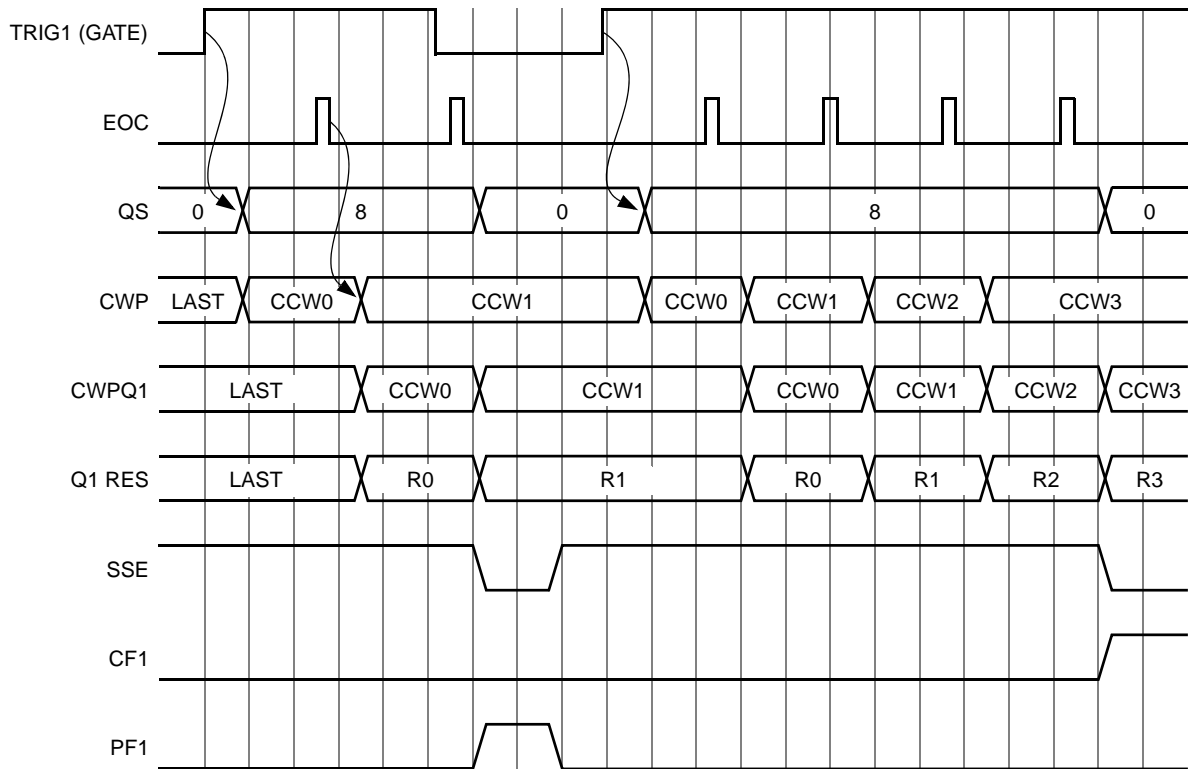 TRIG1 (GATE)
EOC
QS 0 8 0 8 0
CWP LAST CCW0 CCW1 CCW0 CCW1 CCW2 CCW3
CWPQ1 LAST CCW0 CCW1 CCW0 CCW1 CCW2 CCW3
Q1 RES LAST R0 R1 R0 R1 R2 R3
SSE
CF1
PF1